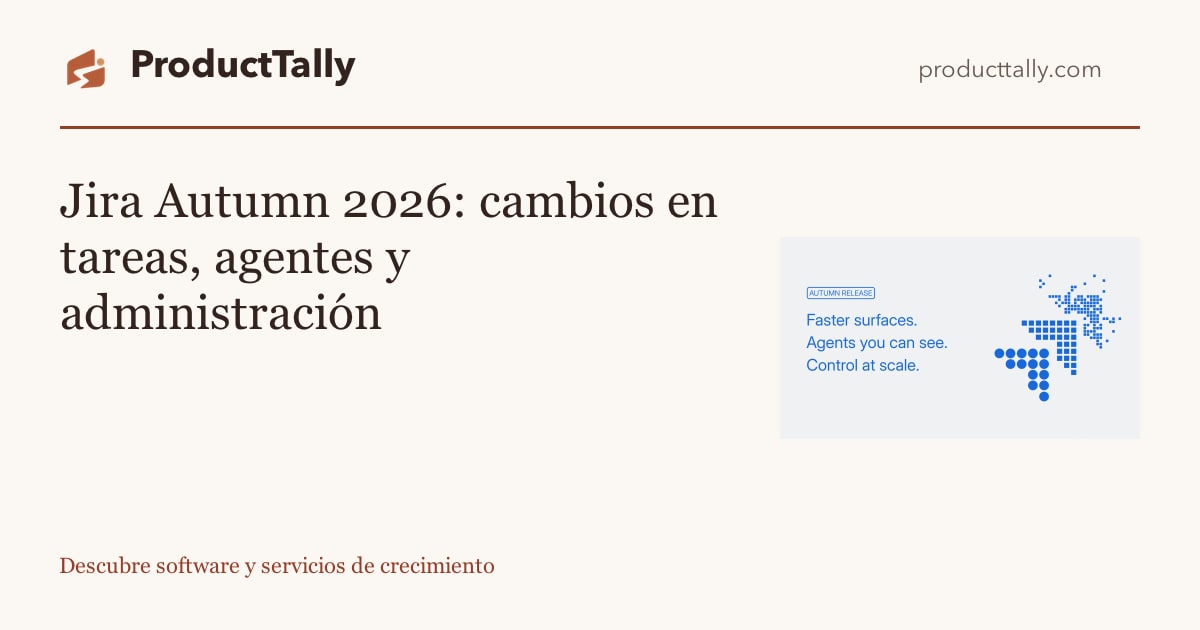 ProductTally
producttally.com
Jira Autumn 2026: cambios en
tareas, agentes y
administración
AUTUMN RELEASE
Faster surfaces.
Agents you can see.
Control at scale.
Descubre software y servicios de crecimiento